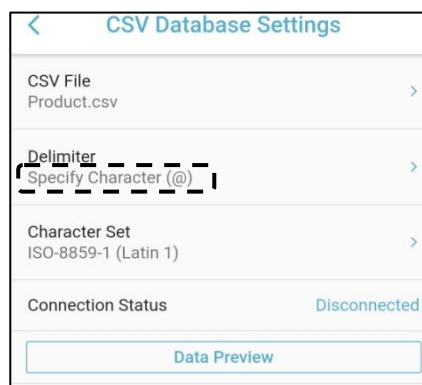 CSV Database Settings
CSV File
Product.csv
Delimiter
Specify Character (@)
Character Set
ISO-8859-1 (Latin 1)
Connection Status Disconnected
Data Preview